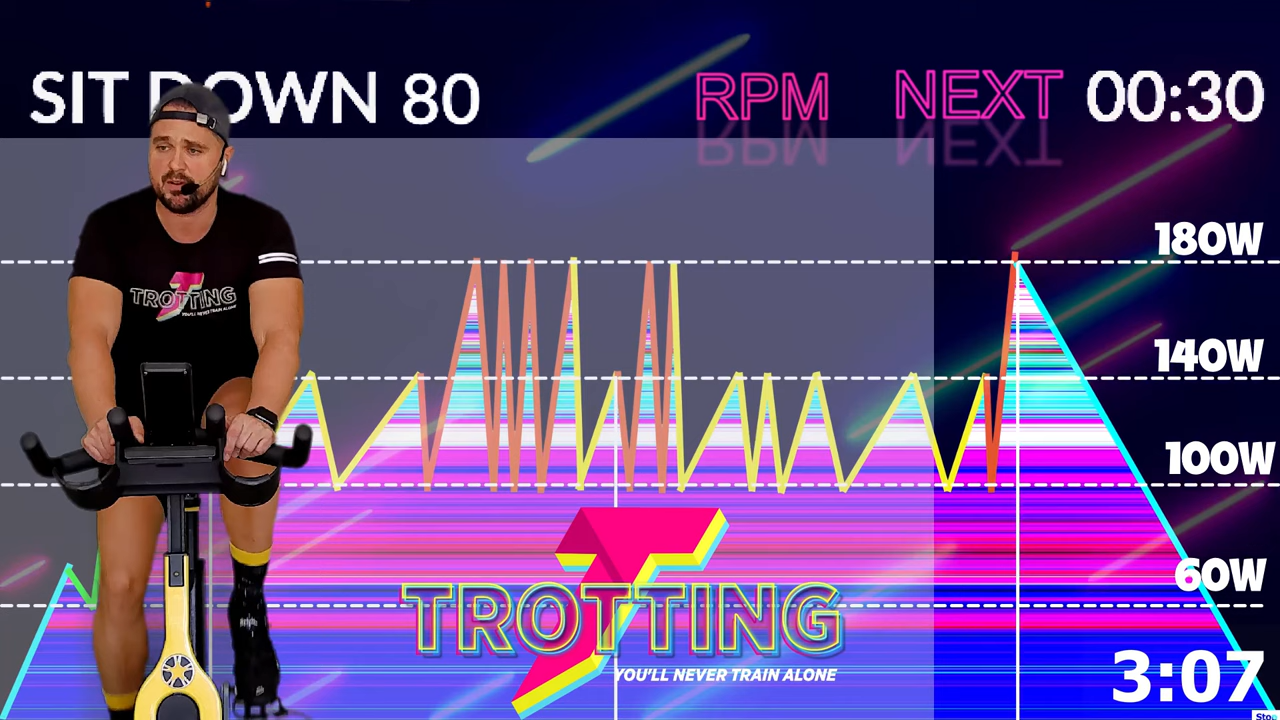 SIT DOWN 80
RPM
NEXT
00:30
180W
140W
100W
60W
TROTTING
YOU'LL NEVER TRAIN ALONE
TROTTING
YOU'LL NEVER TRAIN ALONE
3:07
Sto